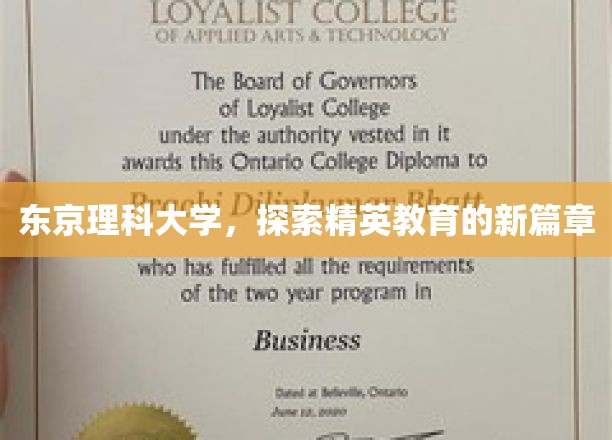 LOYALIST COLLEGE
OF APPLIED ARTS & TECHNOLOGY
The Board of Governors
of Loyalist College
under the authority vested in it
awards this Ontario College Diploma to
东京理科大学，探索精英教育的新篇章
who has fulfilled all the requirements
of the two year program in
Business
Dated at Belleville, Ontario
June 12, 2020